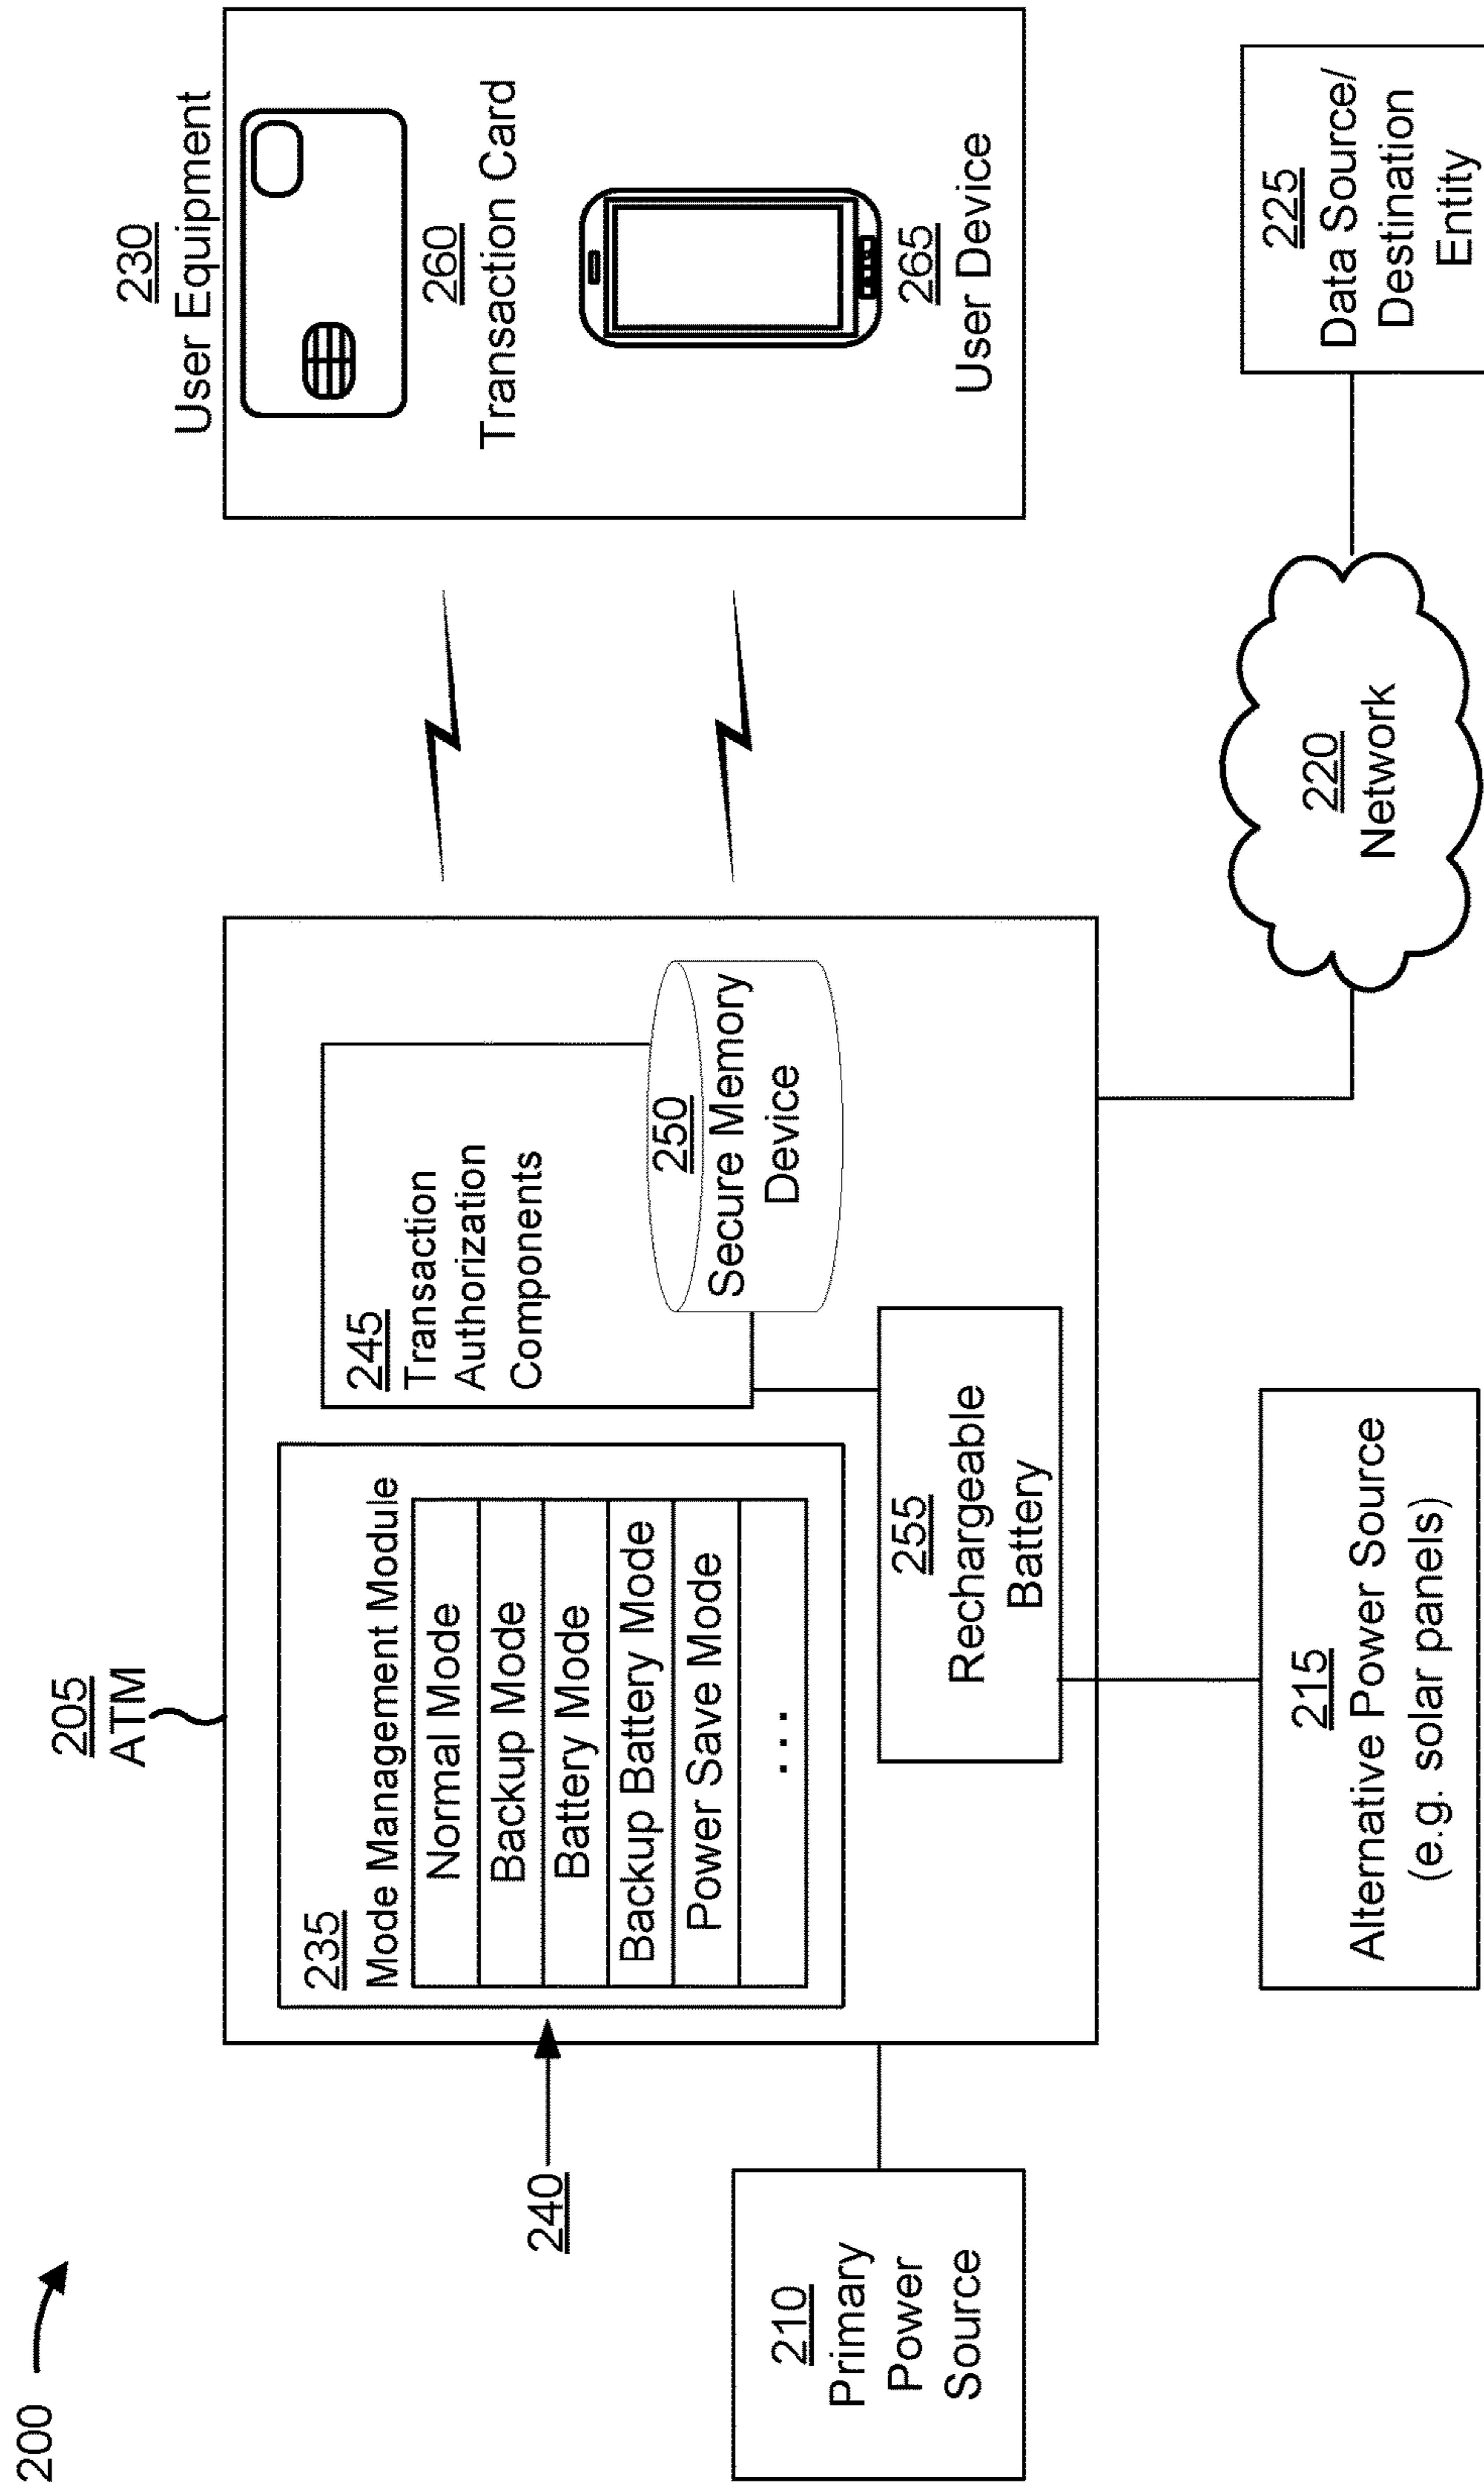 200
205
ATM
230
User Equipment
235
Mode Management Module
Normal Mode
Backup Mode
Battery Mode
Backup Battery Mode
Power Save Mode
...
240
245
Transaction
Authorization
Components
250
Secure Memory
Device
255
Rechargeable
Battery
260
Transaction Card
265
User Device
210
Primary
Power
Source
215
Alternative Power Source
(e.g. solar panels)
220
Network
225
Data Source/
Destination
Entity